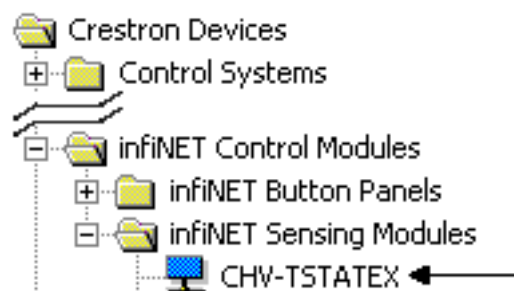 Crestron Devices
Control Systems
infiNET Control Modules
infiNET Button Panels
infiNET Sensing Modules
CHV-TSTATEX